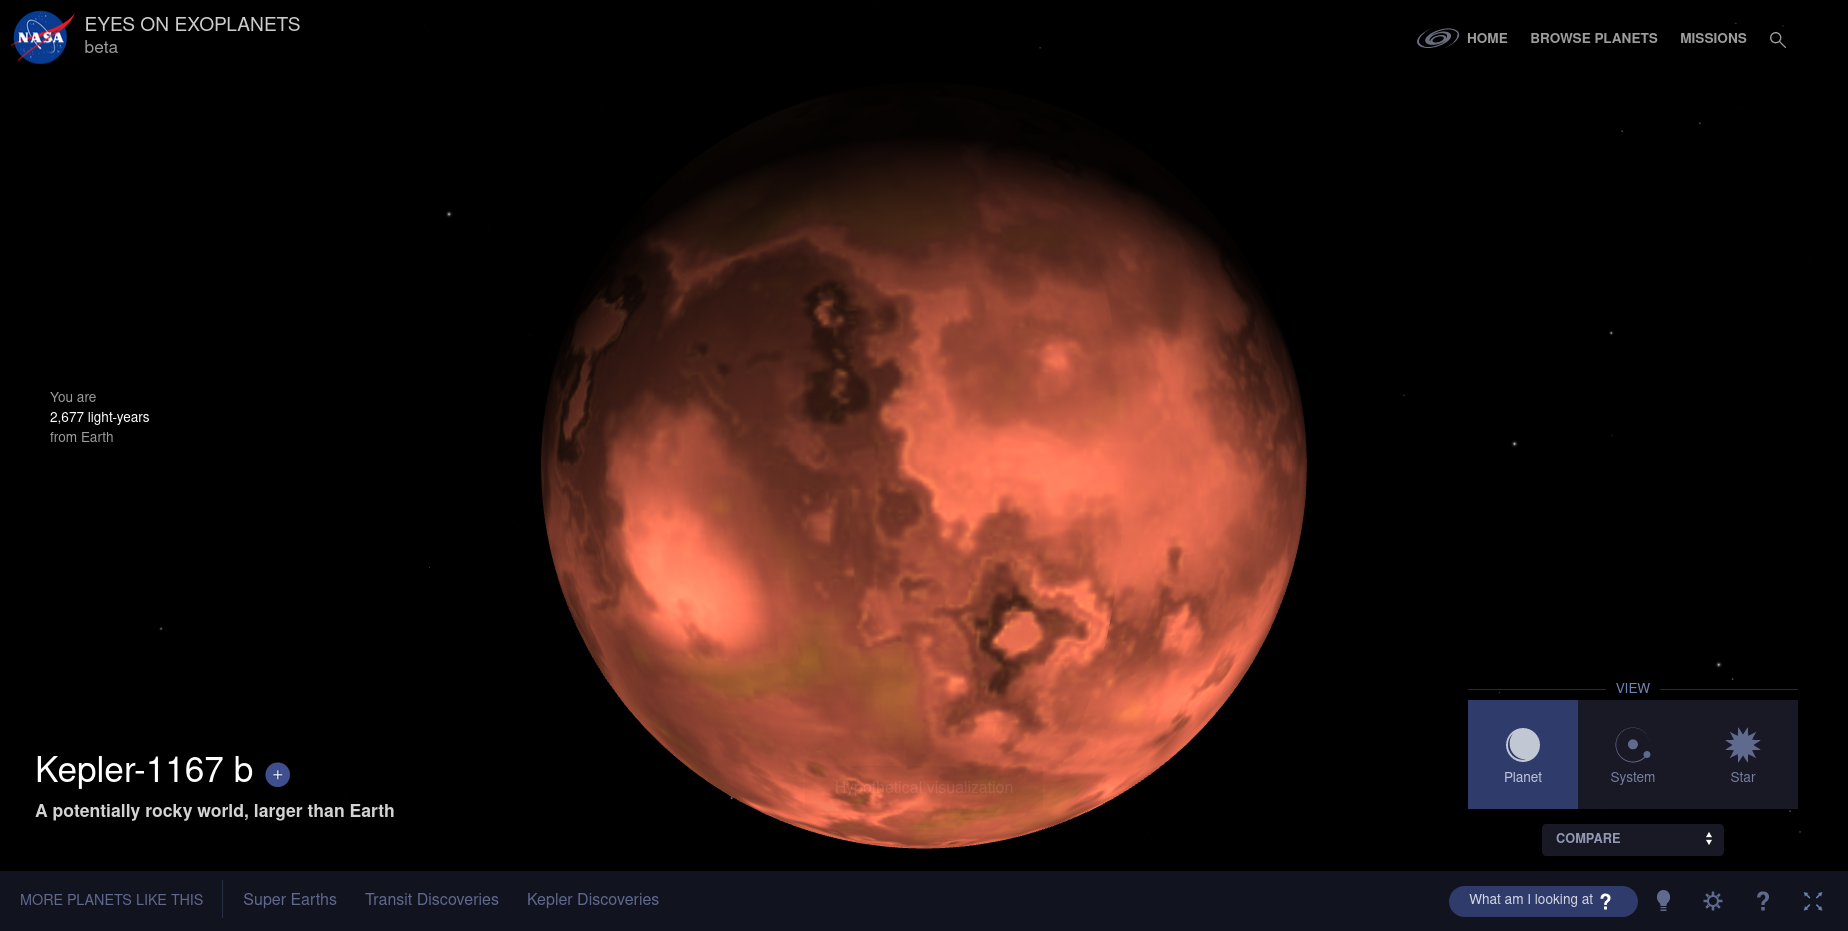 NASA
EYES ON EXOPLANETS
beta
HOME
BROWSE PLANETS
MISSIONS
You are
2,677 light-years
from Earth
Hypothetical visualization
Kepler-1167 b +
A potentially rocky world, larger than Earth
VIEW
Planet
System
Star
COMPARE
MORE PLANETS LIKE THIS
Super Earths
Transit Discoveries
Kepler Discoveries
What am I looking at ?
?